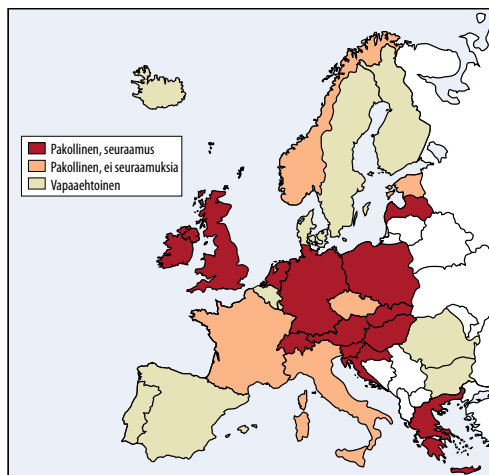 Pakollinen, seuraamus
Pakollinen, ei seuraamuksia
Vapaaehtoinen